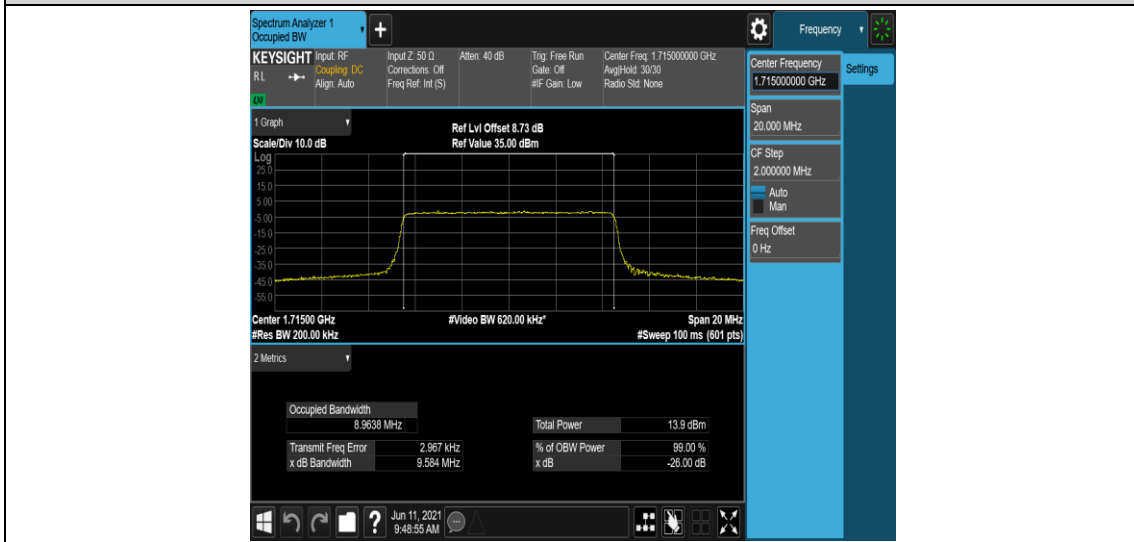 Spectrum Analyzer 1
Occupied BW
+
Frequency
KEYSIGHT
Input: RF
Coupling: DC
Align: Auto
Input Z: 50 Ω
Corrections: Off
Freq Ref: Int (S)
Atten: 40 dB
Trig: Free Run
Gate: Off
#IF Gain: Low
Center Freq: 1.715000000 GHz
Avg|Hold: 30/30
Radio Std: None
RL
LXI
Center Frequency
1.715000000 GHz
Settings
Span
20.000 MHz
CF Step
2.000000 MHz
Auto
Man
Freq Offset
0 Hz
1 Graph
Ref Lvl Offset 8.73 dB
Scale/Div 10.0 dB
Ref Value 35.00 dBm
Log
25.0
15.0
5.00
-5.00
-15.0
-25.0
-35.0
-45.0
-55.0
Center 1.71500 GHz
#Video BW 620.00 kHz*
Span 20 MHz
#Res BW 200.00 kHz
#Sweep 100 ms (601 pts)
2 Metrics
Occupied Bandwidth
8.9638 MHz
Total Power 13.9 dBm
Transmit Freq Error 2.967 kHz
% of OBW Power 99.00 %
x dB Bandwidth 9.584 MHz
x dB -26.00 dB
?
Jun 11, 2021
9:48:55 AM